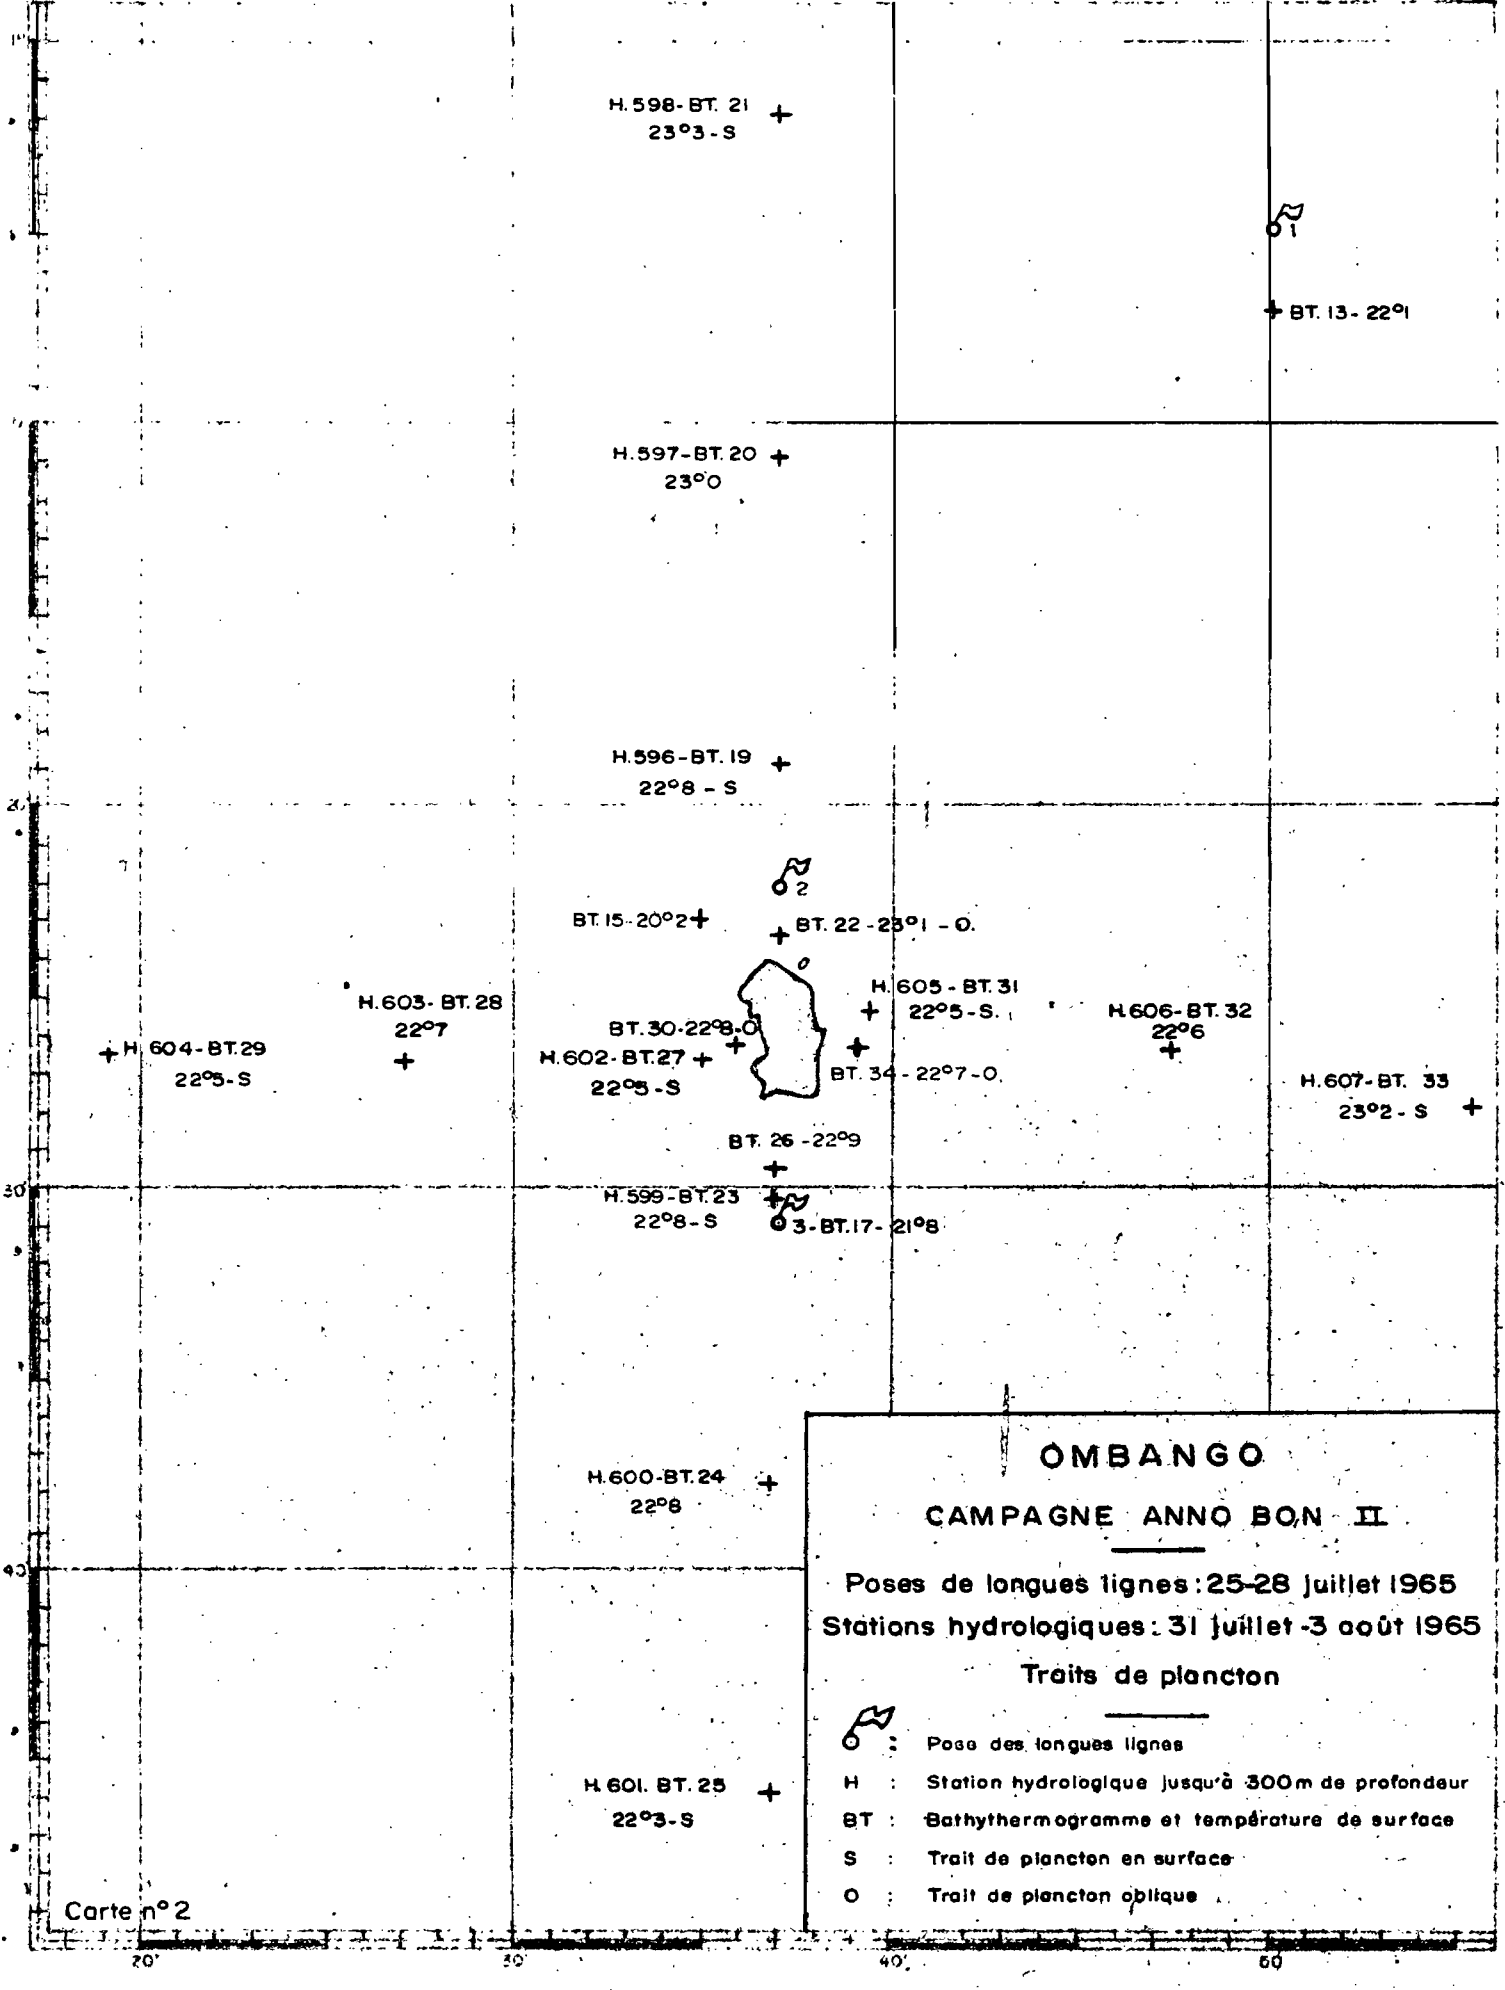 H.598-BT. 21
23°3-S
1
BT. 13-22°1
H.597-BT.20
23°0
H.596-BT.19
22°8-S
20
2
BT.15-20°2
BT. 22-23°1-O.
H.605-BT.31
22°5-S.
H.603-BT.28
22°7
H.606-BT.32
22°6
BT.30-22°8-O
H.604-BT.29
22°5-S
H.602-BT.27
22°5-S
BT. 34-22°7-O.
H.607-BT. 33
23°2-S
BT. 26-22°9
30
H.599-BT.23
22°8-S
3-BT.17-21°8
H.600-BT.24
22°8
40
H.601. BT. 25
22°3-S
OMBANGO
CAMPAGNE ANNO BON II
Poses de longues lignes : 25-28 juillet 1965
Stations hydrologiques : 31 juillet-3 août 1965
Traits de plancton
: Pose des longues lignes
H : Station hydrologique jusqu'à 300m de profondeur
BT : Bathythermogramme et température de surface
S : Trait de plancton en surface
O : Trait de plancton oblique
Carte n° 2
20' 30' 40' 50'